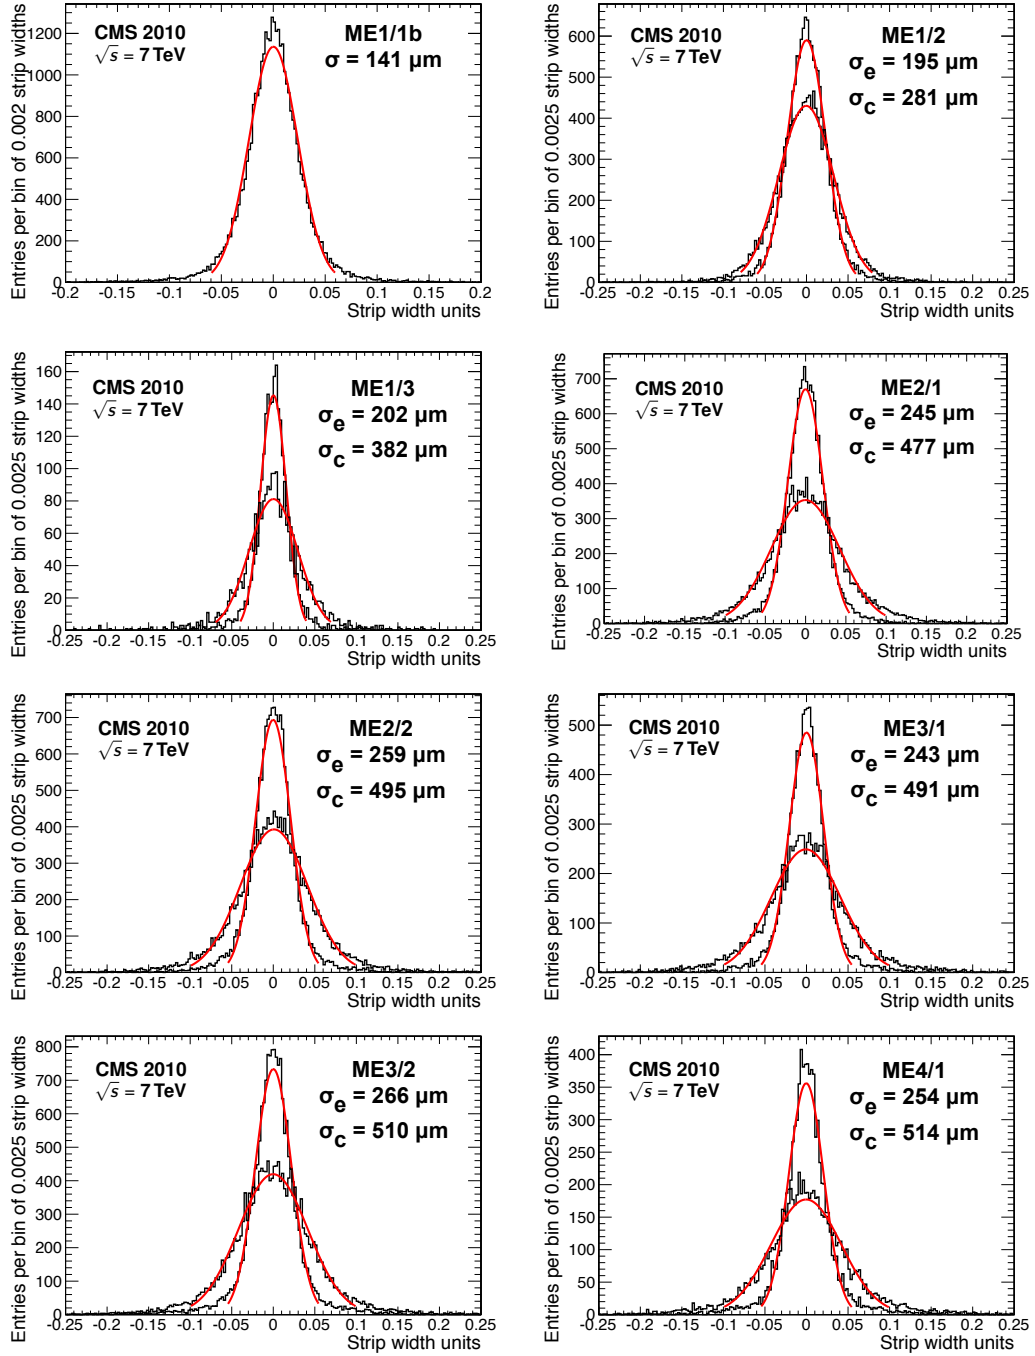 CMS 2010
√s = 7 TeV
ME1/1b
σ = 141 μm
Entries per bin of 0.002 strip widths
1200
1000
800
600
400
200
0
-0.2 -0.15 -0.1 -0.05 0 0.05 0.1 0.15 0.2
Strip width units
CMS 2010
√s = 7 TeV
ME1/2
σe = 195 μm
σc = 281 μm
Entries per bin of 0.0025 strip widths
600
500
400
300
200
100
0
-0.25 -0.2 -0.15 -0.1 -0.05 0 0.05 0.1 0.15 0.2 0.25
Strip width units
CMS 2010
√s = 7 TeV
ME1/3
σe = 202 μm
σc = 382 μm
Entries per bin of 0.0025 strip widths
160
140
120
100
80
60
40
20
0
-0.25 -0.2 -0.15 -0.1 -0.05 0 0.05 0.1 0.15 0.2 0.25
Strip width units
CMS 2010
√s = 7 TeV
ME2/1
σe = 245 μm
σc = 477 μm
Entries per bin of 0.0025 strip widths
700
600
500
400
300
200
100
0
-0.25 -0.2 -0.15 -0.1 -0.05 0 0.05 0.1 0.15 0.2 0.25
Strip width units
CMS 2010
√s = 7 TeV
ME2/2
σe = 259 μm
σc = 495 μm
Entries per bin of 0.0025 strip widths
700
600
500
400
300
200
100
0
-0.25 -0.2 -0.15 -0.1 -0.05 0 0.05 0.1 0.15 0.2 0.25
Strip width units
CMS 2010
√s = 7 TeV
ME3/1
σe = 243 μm
σc = 491 μm
Entries per bin of 0.0025 strip widths
500
400
300
200
100
0
-0.25 -0.2 -0.15 -0.1 -0.05 0 0.05 0.1 0.15 0.2 0.25
Strip width units
CMS 2010
√s = 7 TeV
ME3/2
σe = 266 μm
σc = 510 μm
Entries per bin of 0.0025 strip widths
800
700
600
500
400
300
200
100
0
-0.25 -0.2 -0.15 -0.1 -0.05 0 0.05 0.1 0.15 0.2 0.25
Strip width units
CMS 2010
√s = 7 TeV
ME4/1
σe = 254 μm
σc = 514 μm
Entries per bin of 0.0025 strip widths
400
350
300
250
200
150
100
50
0
-0.25 -0.2 -0.15 -0.1 -0.05 0 0.05 0.1 0.15 0.2 0.25
Strip width units